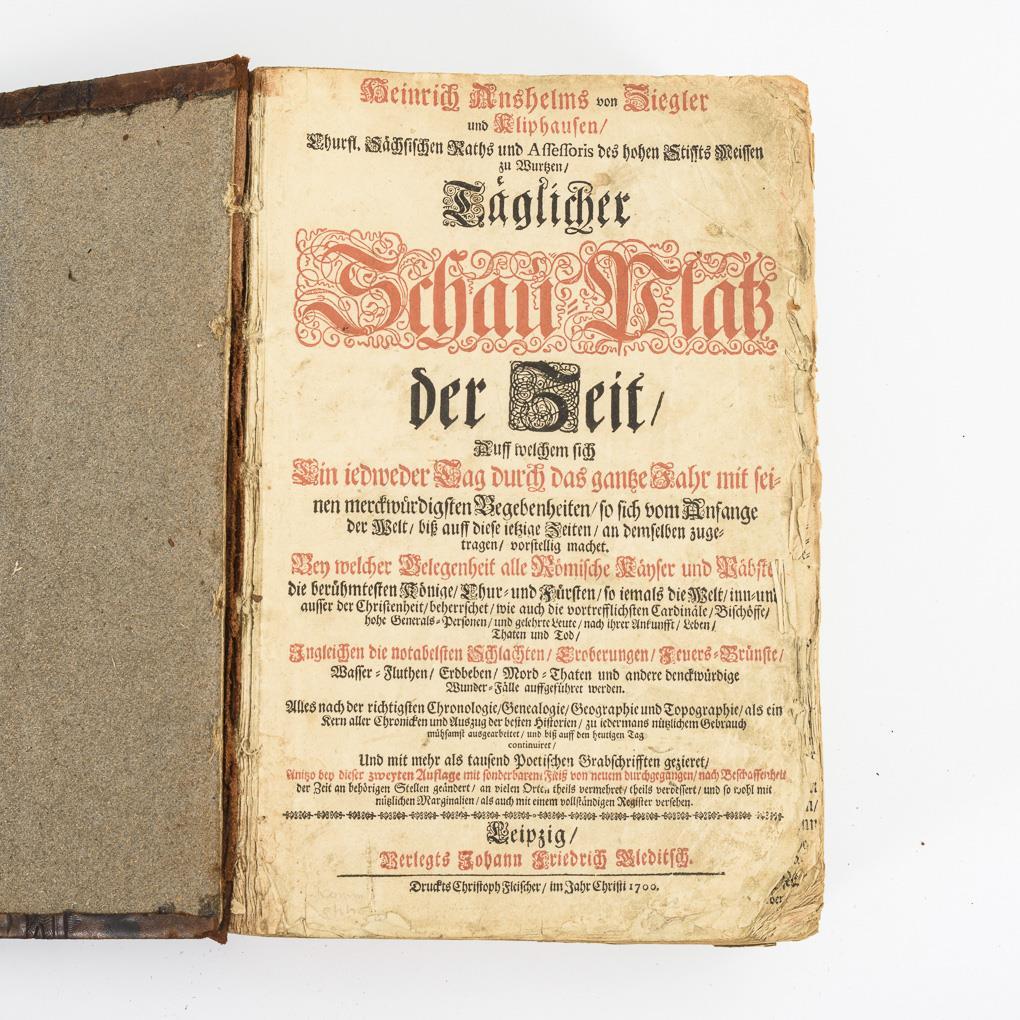 Heinrich Anshelms von Ziegler
und Kliphausen/
Churfl. Sächsischen Raths und Assessoris des hohen Stiffts Meissen
zu Wurtzen/
Täglicher
Schau-Platz
der Zeit/
Auff welchem sich
Ein iedweder Tag durch das gantze Jahr mit sei-
nen merckwürdigsten Begebenheiten/ so sich vom Anfange
der Welt/ biß auff diese ietzige Zeiten/ an demselben zuge-
tragen/ vorstellig machet.
Bey welcher Gelegenheit alle Römische Käyser und Päbste
die berühmtesten Könige/ Chur- und Fürsten/ so iemals die Welt/ inn- und
ausser der Christenheit/ beherrschet/ wie auch die vortrefflichsten Cardinäle/ Bischöffe/
hohe Generals-Personen/ und gelehrte Leute/ nach ihrer Ankunfft/ Leben/
Thaten und Tod/
Ingleichen die notabelsten Schlachten/ Eroberungen/ Feuers-Brünste/
Wasser-Fluthen/ Erdbeben/ Mord-Thaten und andere denckwürdige
Wunder-Fälle auffgeführet werden.
Alles nach der richtigsten Chronologie/ Genealogie/ Geographie und Topographie/ als ein
Kern aller Chronicken und Auszug der besten Historien/ zu iedermans nützlichem Gebrauch
mühsamst ausgearbeitet/ und biß auff den heutigen Tag
continuiret/
Und mit mehr als tausend Poetischen Grabschrifften gezieret/
Anitzo bey dieser zweyten Auflage mit sonderbaren Fleiß von neuem durchgegangen/ nach Beschaffenheit
der Zeit an behörigen Stellen geändert/ an vielen Orten theils vermehret/ theils verbessert/ und so wohl mit
nützlichen Marginalien/ als auch mit einem vollständigen Register versehen.
Leipzig/
Verlegts Johann Friedrich Gleditsch.
Druckts Christoph Fleischer/ im Jahr Christi 1700.